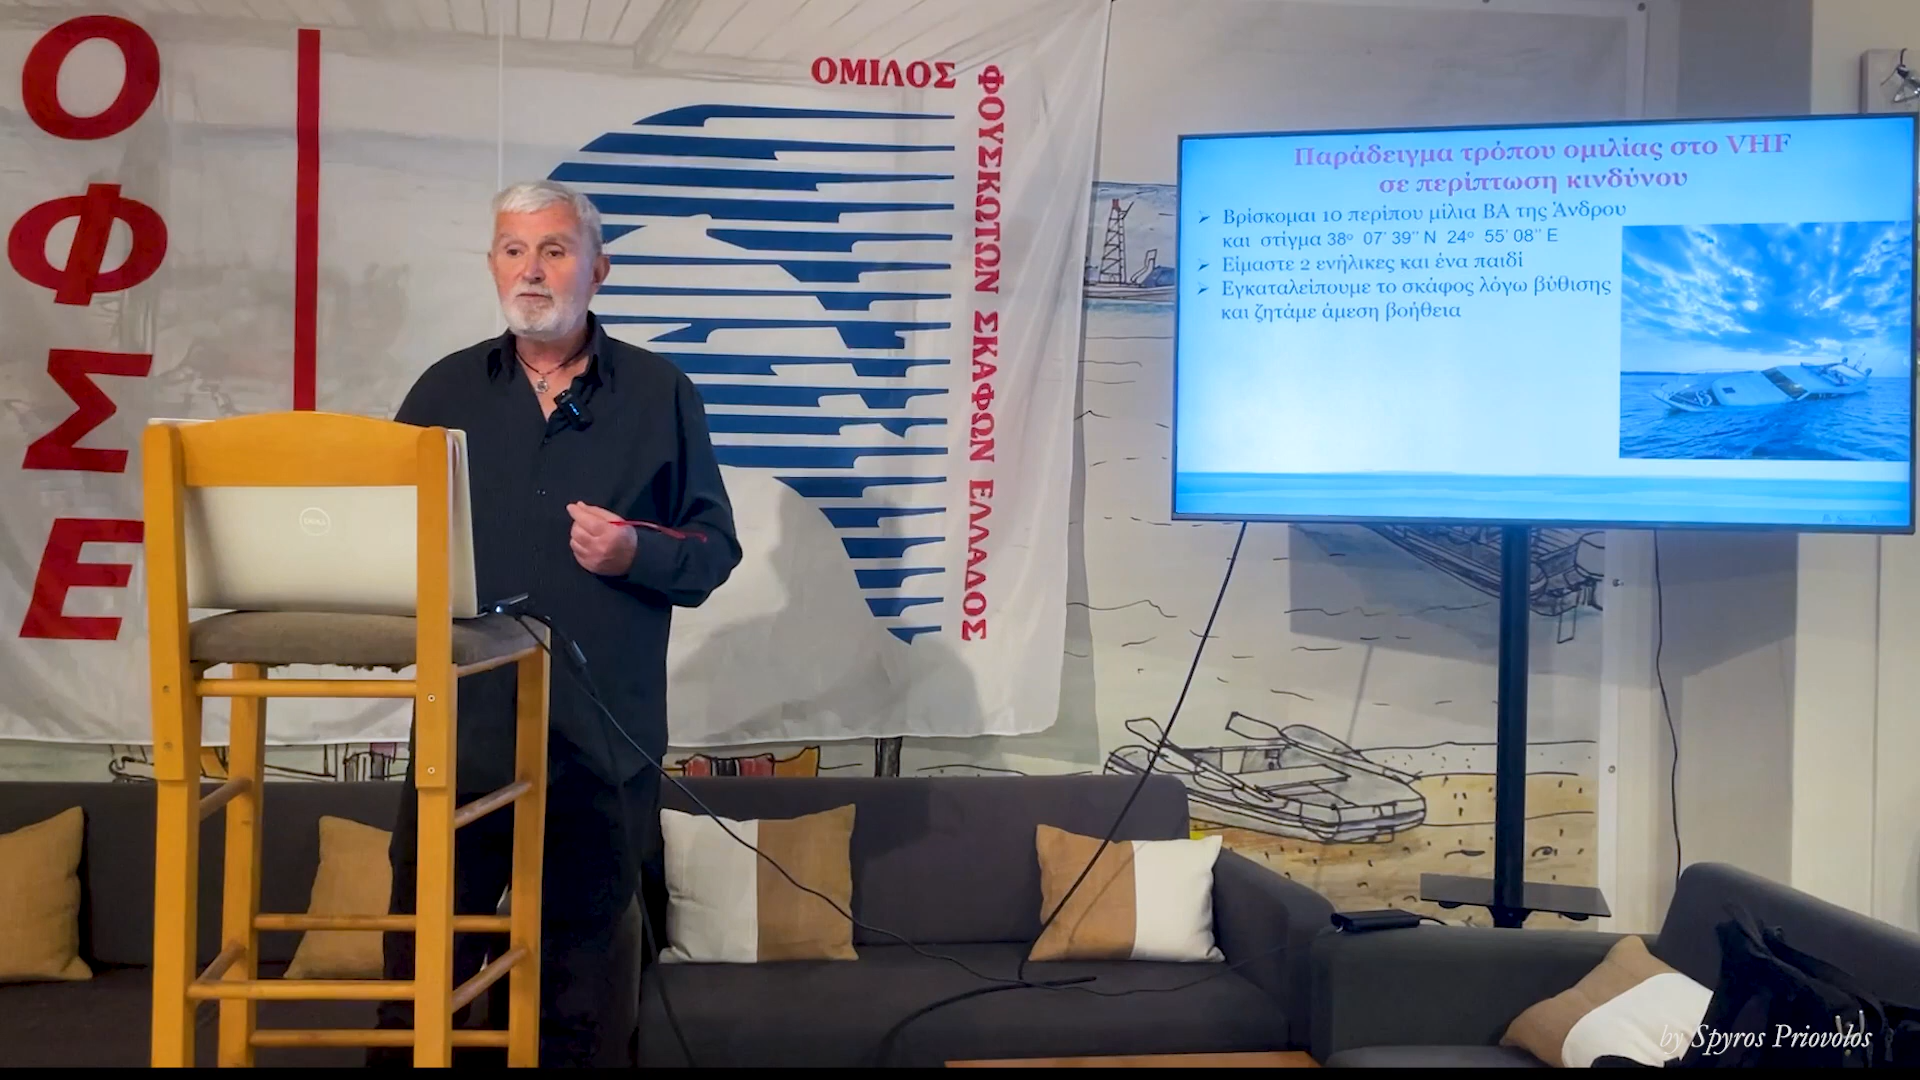 ΟΦΣΕ
ΟΜΙΛΟΣ
ΦΟΥΣΚΩΤΩΝ ΣΚΑΦΩΝ ΕΛΛΑΔΟΣ
Παράδειγμα τρόπου ομιλίας στο VHF
σε περίπτωση κινδύνου
➢ Βρίσκομαι 10 περίπου μίλια ΒΑ της Άνδρου
και στίγμα 38º 07' 39'' N 24º 55' 08'' E
➢ Είμαστε 2 ενήλικες και ένα παιδί
➢ Εγκαταλείπουμε το σκάφος λόγω βύθισης
και ζητάμε άμεση βοήθεια
DELL
by Spyros Priovolos